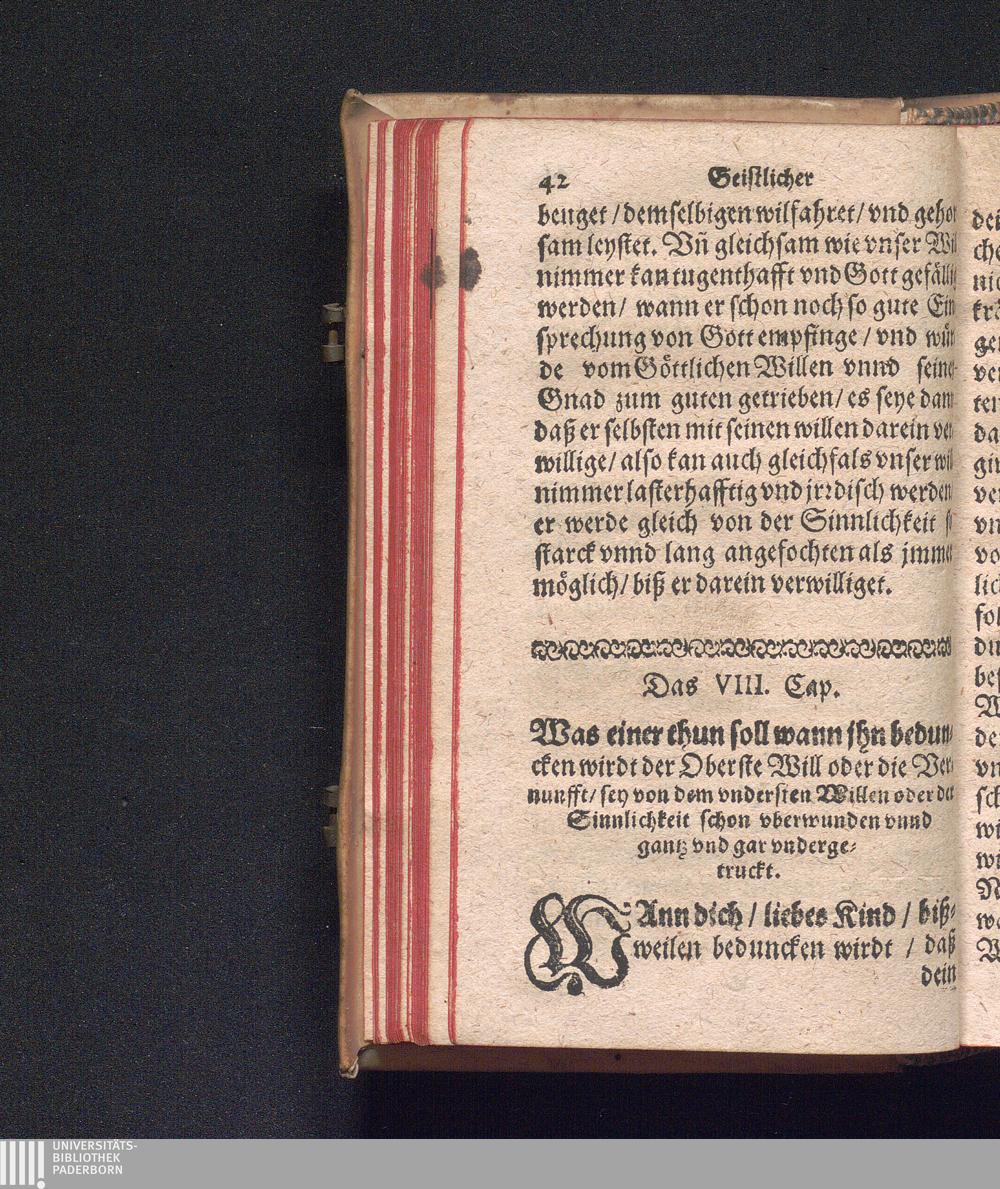 42 Geistlicher
beuget / demselbigen wilfahret / vnd gehor
sam leystet. Vñ gleichsam wie vnser Wil
nimmer kan tugenthafft vnd Gott gefällig
werden / wann er schon noch so gute Ein
sprechung von Gott empfinge / vnd wür
de vom Göttlichen Willen vnnd seiner
Gnad zum guten getrieben / es seye dann
daß er selbsten mit seinen willen darein ver
willige / also kan auch gleichfals vnser wil
nimmer lasterhafftig vnd jrrdisch werden
er werde gleich von der Sinnlichkeit so
starck vnnd lang angefochten als jmmer
möglich / biß er darein verwilliget.
Das VIII. Cap.
Was einer thun soll wann jhn bedun-
cken wirdt der Oberste Will oder die Ver-
nunfft / sey von dem vndersten Willen oder der
Sinnlichkeit schon vberwunden vnnd
gantz vnd gar vnderge-
truckt.
WAnn dich / liebes Kind / biß-
weilen beduncken wirdt / daß
dein
UNIVERSITÄTS-
BIBLIOTHEK
PADERBORN